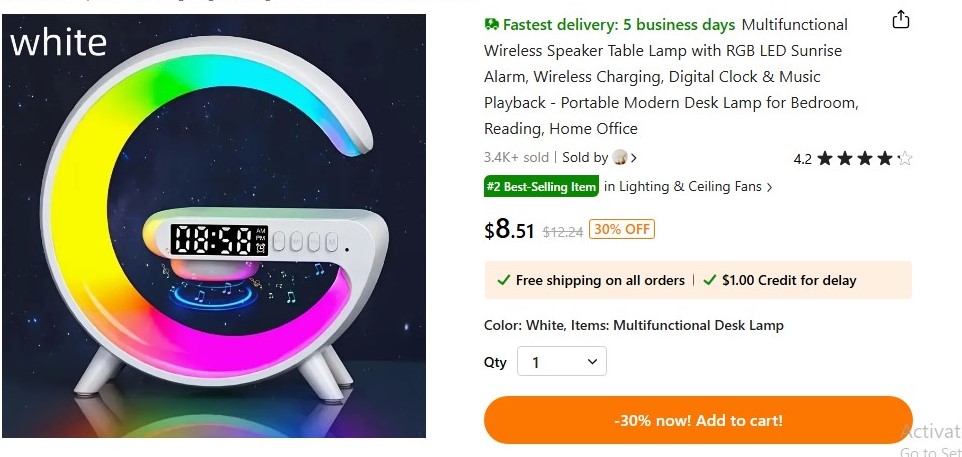 white
Fastest delivery: 5 business days Multifunctional
Wireless Speaker Table Lamp with RGB LED Sunrise
Alarm, Wireless Charging, Digital Clock & Music
Playback - Portable Modern Desk Lamp for Bedroom,
Reading, Home Office
3.4K+ sold | Sold by
4.2
#2 Best-Selling Item in Lighting & Ceiling Fans
$8.51 $12.24 30% OFF
Free shipping on all orders | $1.00 Credit for delay
Color: White, Items: Multifunctional Desk Lamp
Qty 1
-30% now! Add to cart!
Activat
Go to Set
08:58
AM
PM